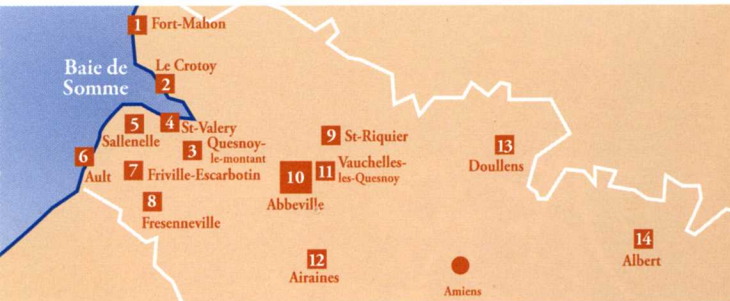 1 Fort-Mahon
Baie de
Somme
Le Crotoy
2
5
Sallenelle
4 St-Valery
3 Quesnoy-
le-montant
6
Ault
7 Friville-Escarbotin
8
Fresenneville
9 St-Riquier
10
Abbeville
11 Vauchelles-
les-Quesnoy
12
Airaines
13
Doullens
14
Albert
Amiens